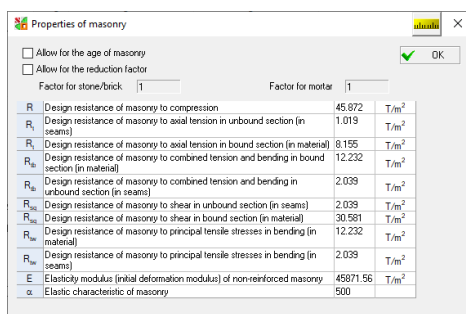 Properties of masonry
Allow for the age of masonry
OK
Allow for the reduction factor
Factor for stone/brick 1 Factor for mortar 1
R Design resistance of masonry to compression 45.872 T/m²
Rt Design resistance of masonry to axial tension in unbound section (in 1.019 T/m²
seams)
Rt Design resistance of masonry to axial tension in bound section (in material) 8.155 T/m²
Rtb Design resistance of masonry to combined tension and bending in bound 12.232 T/m²
section (in material)
Rtb Design resistance of masonry to combined tension and bending in 2.039 T/m²
unbound section (in seams)
Rsq Design resistance of masonry to shear in unbound section (in seams) 2.039 T/m²
Rsq Design resistance of masonry to shear in bound section (in material) 30.581 T/m²
Rtw Design resistance of masonry to principal tensile stresses in bending (in 12.232 T/m²
material)
Rtw Design resistance of masonry to principal tensile stresses in bending (in 2.039 T/m²
seams)
E Elasticity modulus (initial deformation modulus) of non-reinforced masonry 45871.56 T/m²
α Elastic characteristic of masonry 500